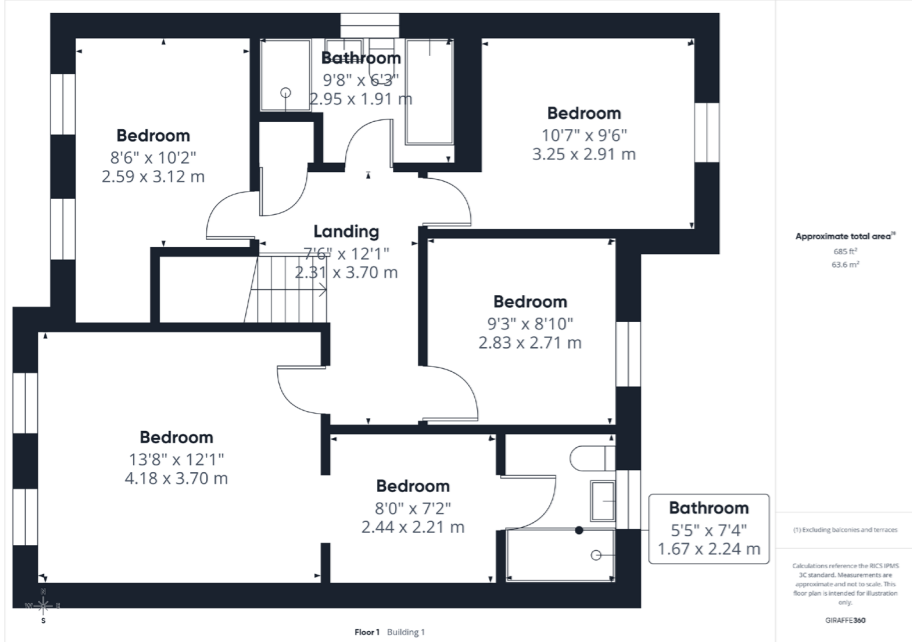 Bathroom
9'8" x 6'3"
2.95 x 1.91 m
Bedroom
8'6" x 10'2"
2.59 x 3.12 m
Bedroom
10'7" x 9'6"
3.25 x 2.91 m
Landing
7'6" x 12'1"
2.31 x 3.70 m
Bedroom
9'3" x 8'10"
2.83 x 2.71 m
Bedroom
13'8" x 12'1"
4.18 x 3.70 m
Bedroom
8'0" x 7'2"
2.44 x 2.21 m
Bathroom
5'5" x 7'4"
1.67 x 2.24 m
S
Floor 1 Building 1
Approximate total area⁽¹⁾
685 ft²
63.6 m²
(1) Excluding balconies and terraces
Calculations reference the RICS IPMS
3C standard. Measurements are
approximate and not to scale. This
floor plan is intended for illustration
only.
GIRAFFE360